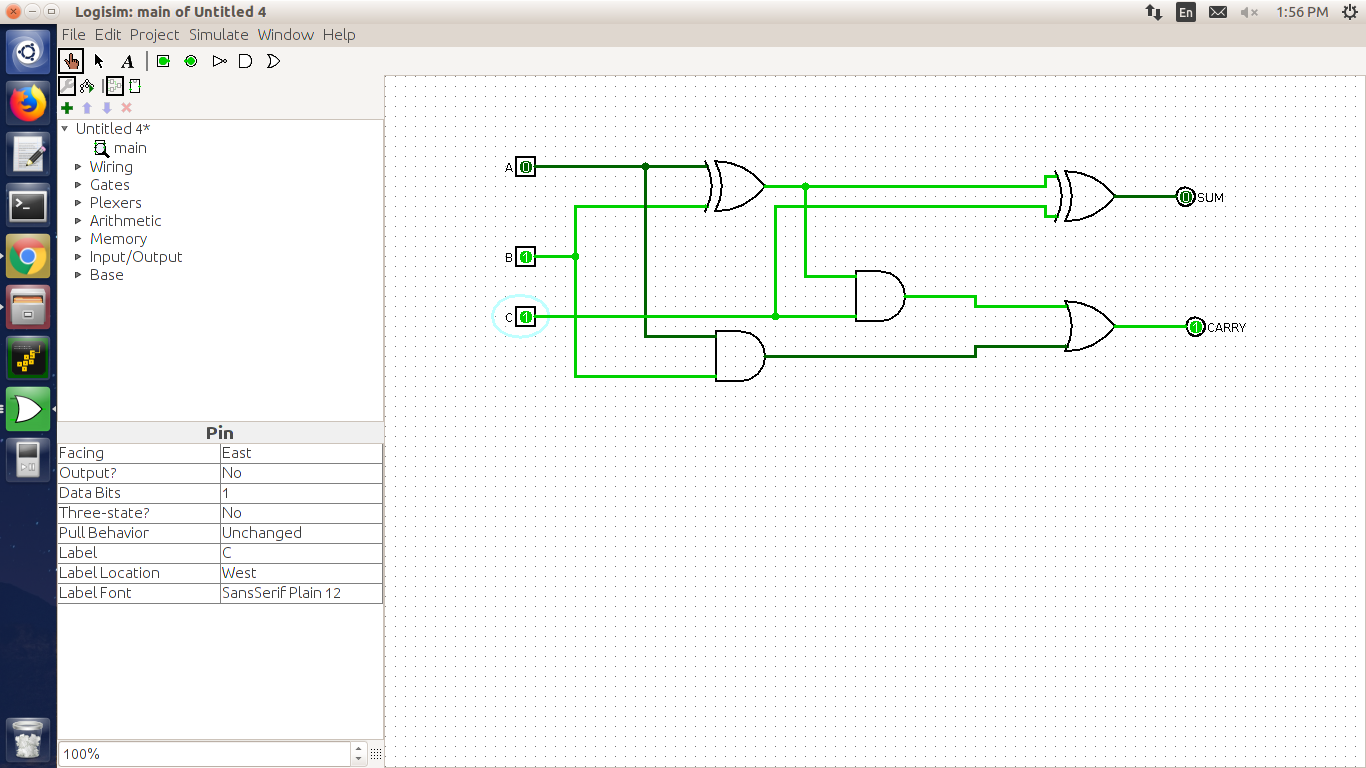 Logisim: main of Untitled 4
En
1:56 PM
File Edit Project Simulate Window Help
A
Untitled 4*
main
Wiring
Gates
Plexers
Arithmetic
Memory
Input/Output
Base
Pin
Facing East
Output? No
Data Bits 1
Three-state? No
Pull Behavior Unchanged
Label C
Label Location West
Label Font SansSerif Plain 12
100%
A 0
B 1
C 1
0 SUM
1 CARRY